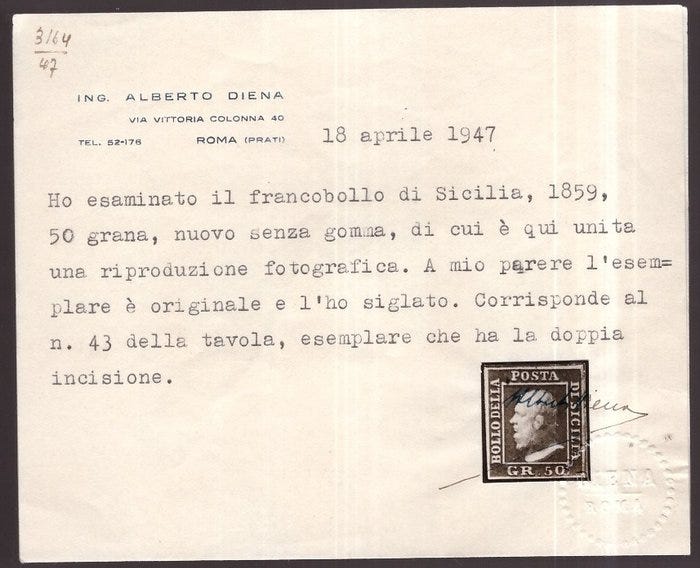 3164
47
ING. ALBERTO DIENA
VIA VITTORIA COLONNA 40
TEL. 52-176 ROMA (PRATI)
18 aprile 1947
Ho esaminato il francobollo di Sicilia, 1859,
50 grana, nuovo senza gomma, di cui è qui unita
una riproduzione fotografica. A mio parere l'esem=
plare è originale e l'ho siglato. Corrisponde al
n. 43 della tavola, esemplare che ha la doppia
incisione.
POSTA
BOLLO DELLA
DI SICILIA
GR. 50.
Alberto Diena
DIENA
ROMA